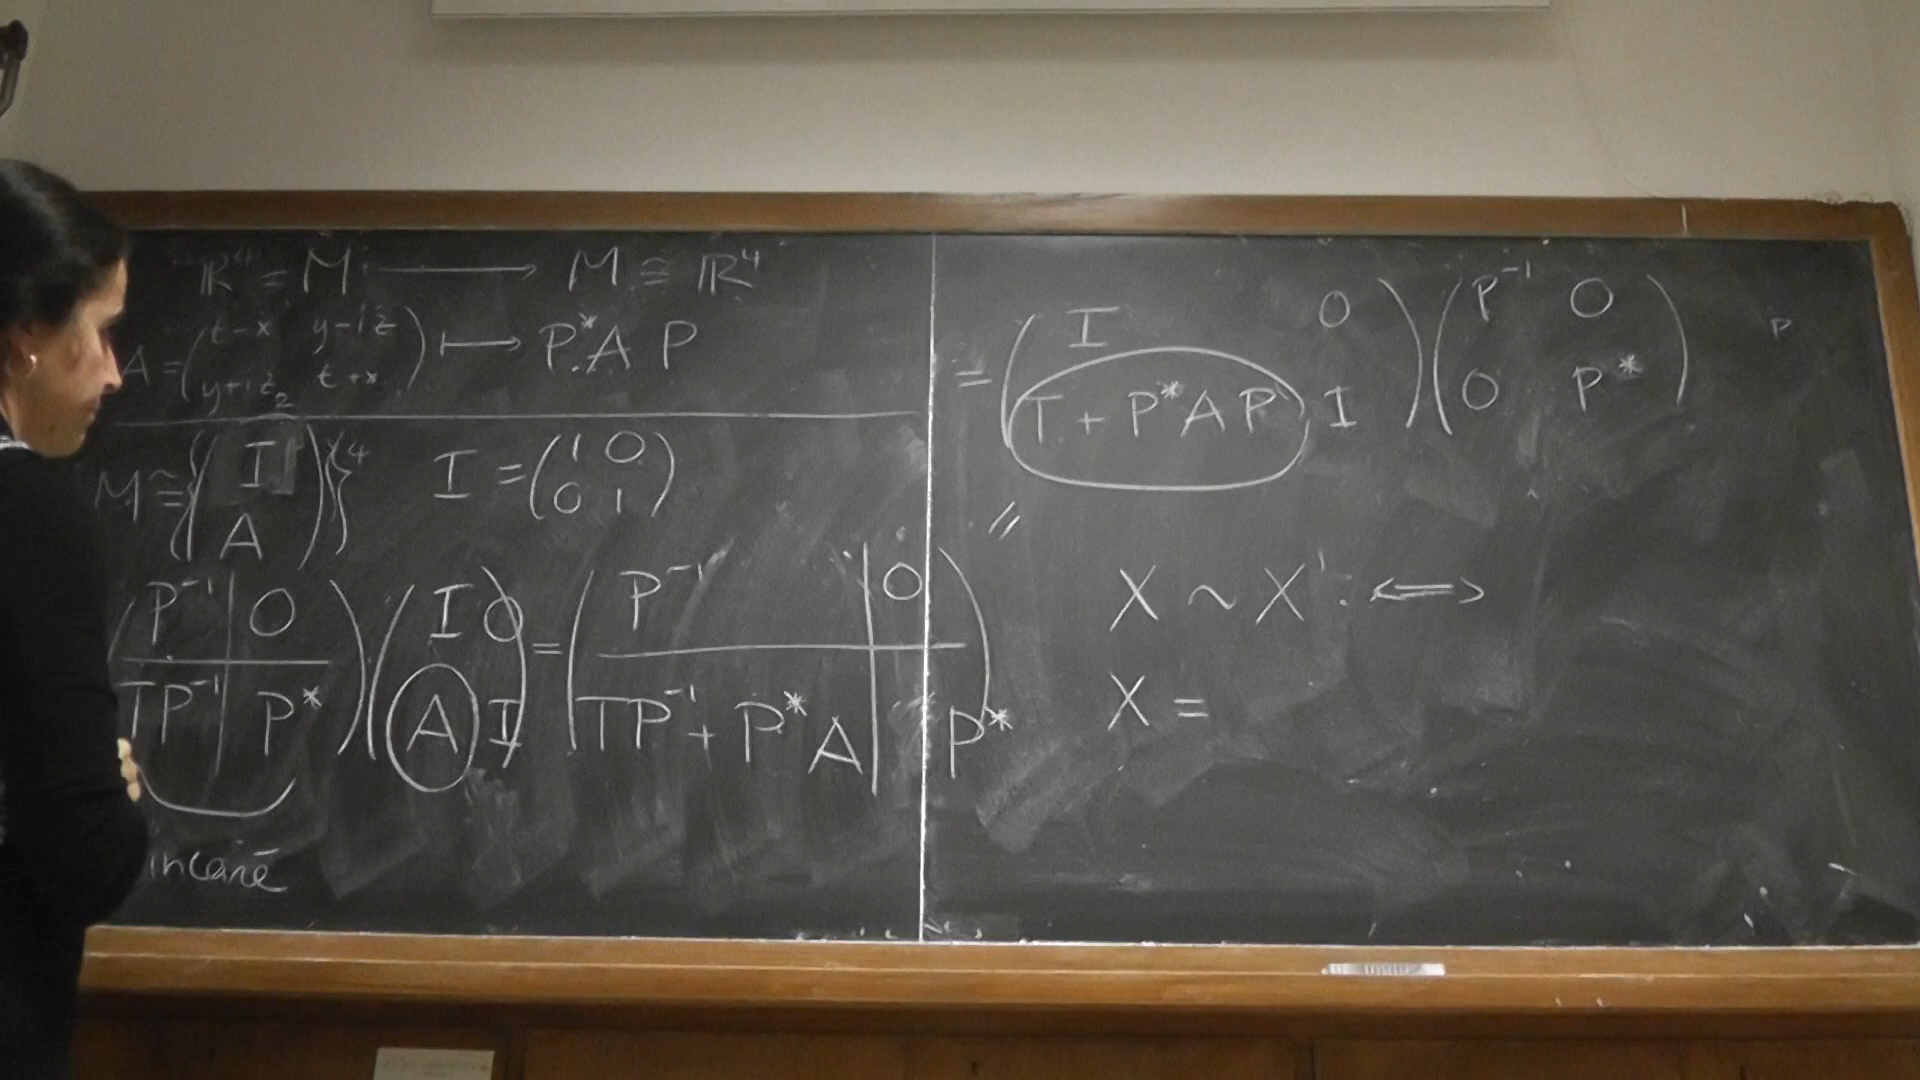 ℝ⁴ ≅ M ⟶ M ≅ ℝ⁴
A = ( t-x y-iz ; y+iz t+x ) ⟼ P*AP
M ≅ { ( I ; A ) }⁴ I = ( 1 0 ; 0 1 )
( P⁻¹ | 0 ; TP⁻¹ | P* ) ( I 0 ; A I ) = ( P⁻¹ | 0 ; TP⁻¹ + P*A | P* )
incaré
= ( I 0 ; T + P*AP I ) ( P⁻¹ 0 ; 0 P* )
P
X ~ X' :⟺
X =